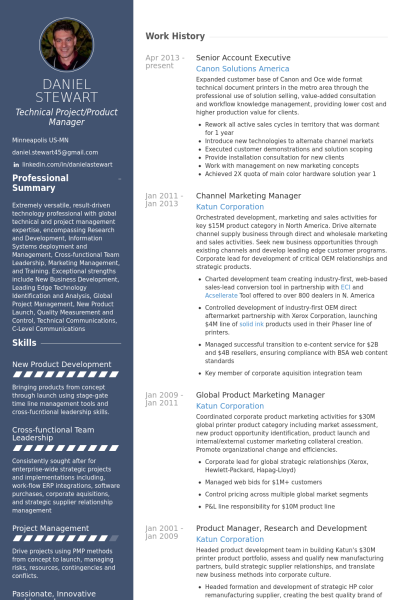 DANIEL
STEWART
Technical Project/Product
Manager
Minneapolis US-MN
daniel.stewart45@gmail.com
linkedin.com/in/danielastewart
Professional
Summary
Extremely versatile, result-driven
technology professional with global
technical and project management
expertise, encompassing Research
and Development, Information
Systems deployment and
Management, Cross-functional Team
Leadership, Marketing Management,
and Training. Exceptional strengths
include New Business Development,
Leading Edge Technology
Identification and Analysis, Global
Project Management, New Product
Launch, Quality Measurement and
Control, Technical Communications,
C-Level Communications
Skills
New Product Development
Bringing products from concept
through launch using stage-gate
time line management tools and
cross-fucntional leadership skills.
Cross-functional Team
Leadership
Consistently sought after for
enterprise-wide strategic projects
and implementations including,
work-flow ERP integrations, software
purchases, corporate aquisitions,
and strategic supplier relationship
management
Project Management
Drive projects using PMP methods
from concept to launch, managing
risks, resources, contingencies and
conflicts.
Passionate, Innovative
Work History
Apr 2013 -
present
Senior Account Executive
Canon Solutions America
Expanded customer base of Canon and Oce wide format
technical document printers in the metro area through the
professional use of solution selling, value-added consultation
and workflow knowledge management, providing lower cost and
higher production value for clients.
• Rework all active sales cycles in territory that was dormant
for 1 year
• Introduce new technologies to alternate channel markets
• Executed customer demonstrations and solution scoping
• Provide installation consultation for new clients
• Work with management on new marketing concepts
• Achieved 2X quota of main color hardware solution year 1
Jan 2011 -
Jan 2013
Channel Marketing Manager
Katun Corporation
Orchestrated development, marketing and sales activities for
key $15M product category in North America. Drive alternate
channel supply business through direct and wholesale marketing
and sales activities. Seek new business opportunities through
existing channels and develop leading edge customer programs.
Corporate lead for development of critical OEM relationships and
strategic products.
• Charted development team creating industry-first, web-based
sales-lead conversion tool in partnership with ECI and
Acsellerate Tool offered to over 800 dealers in N. America
• Controlled development of industry-first OEM direct
aftermarket partnership with Xerox Corporation, launching
$4M line of solid ink products used in their Phaser line of
printers.
• Managed successful transition to e-content service for $2B
and $4B resellers, ensuring compliance with BSA web content
standards
• Key member of corporate aquisition integration team
Jan 2009 -
Jan 2011
Global Product Marketing Manager
Katun Corporation
Coordinated corporate product marketing activities for $30M
global printer product category including market assessment,
new product opportunity identification, product launch and
internal/external customer marketing collateral creation.
Promote organizational change and efficiencies.
• Corporate lead for global strategic relationships (Xerox,
Hewlett-Packard, Hapag-Lloyd)
• Managed web bids for $1M+ customers
• Control pricing across multiple global market segments
• P&L line responsibility for $10M product line
Jan 2001 -
Jan 2009
Product Manager, Research and Development
Katun Corporation
Headed product development team in building Katun's $30M
printer product portfolio, assess and qualify new manufacturing
partners, build strategic supplier relationships, and translate
new business motions into corporate culture.
• Headed formation and development of strategic HP color
remanufacturing supplier, creating the best quality brand of